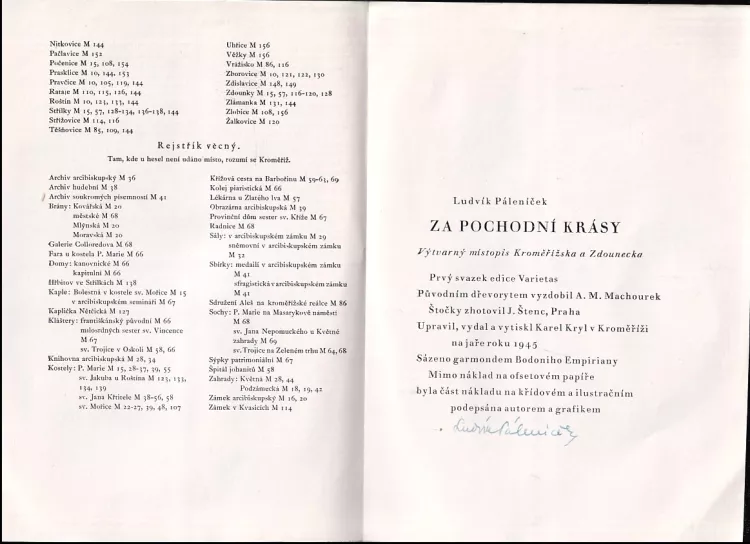 Nitkovice M 144
Pačlavice M 152
Počenice M 15, 108, 154
Prasklice M 10, 144, 153
Pravčice M 10, 105, 119, 144
Rataje M 110, 115, 126, 144
Roštín M 10, 123, 133, 144
Střílky M 15, 57, 128-134, 136-138, 144
Střížovice M 114, 116
Těšňovice M 85, 109, 144
Uhřice M 156
Věžky M 156
Vrážisko M 86, 116
Zborovice M 10, 121, 122, 130
Zdislavice M 148, 149
Zdounky M 15, 57, 116-120, 128
Zlámanka M 131, 144
Zlobice M 108, 156
Žalkovice M 120
Rejstřík věcný.
Tam, kde u hesel není udáno místo, rozumí se Kroměříž.
Archiv arcibiskupský M 36
Archiv hudební M 38
Archiv soukromých písemností M 41
Brány: Kovářská M 20
městské M 68
Mlýnská M 20
Moravská M 20
Galerie Colloredova M 68
Fara u kostela P. Marie M 66
Domy: kanovnické M 66
kapitulní M 66
Hřbitov ve Střílkách M 138
Kaple: Bolestná v kostele sv. Mořice M 15
v arcibiskupském semináři M 67
Kaplička Nětčická M 127
Kláštery: františkánský původní M 66
milosrdných sester sv. Vincence
M 67
sv. Trojice v Oskoli M 58, 66
Knihovna arcibiskupská M 28, 34
Kostely: P. Marie M 15, 28-37, 39, 55
sv. Jakuba u Roštína M 123, 133,
134, 139
sv. Jana Křtitele M 38-56, 58
sv. Mořice M 22-27, 39, 48, 107
Křížová cesta na Barbořinu M 59-63, 69
Kolej piaristická M 66
Lékárna u Zlatého lva M 57
Obrazárna arcibiskupská M 39
Provinční dům sester sv. Kříže M 67
Radnice M 68
Sály: v arcibiskupském zámku M 29
sněmovní v arcibiskupském zámku
M 32
Sbírky: medailí v arcibiskupském zámku
M 41
sfragistická v arcibiskupském zámku
M 41
Sdružení Aleš na kroměřížské reálce M 86
Sochy: P. Marie na Masarykově náměstí
M 68
sv. Jana Nepomuckého u Květné
zahrady M 69
sv. Trojice na Zeleném trhu M 64, 68
Sýpky patrimoniální M 67
Špitál johanitů M 58
Zahrady: Květná M 28, 44
Podzámecká M 18, 19, 42
Zámek arcibiskupský M 16, 20
Zámek v Kvasicích M 114
Ludvík Páleníček
ZA POCHODNÍ KRÁSY
Výtvarný místopis Kroměřížska a Zdounecka
Prvý svazek edice Varietas
Původním dřevorytem vyzdobil A. M. Machourek
Štočky zhotovil J. Štenc, Praha
Upravil, vydal a vytiskl Karel Kryl v Kroměříži
na jaře roku 1945
Sázeno garmondem Bodoniho Empiriany
Mimo náklad na ofsetovém papíře
byla část nákladu na křídovém a ilustračním
podepsána autorem a grafikem
Ludvík Páleníček